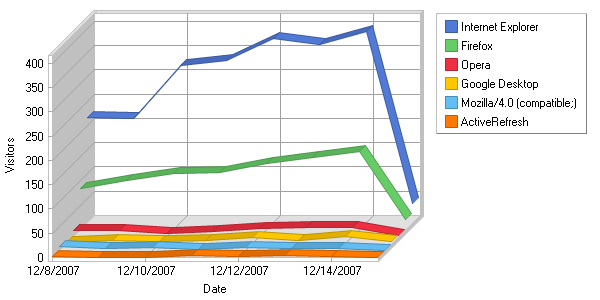 Internet Explorer
Firefox
Opera
Google Desktop
Mozilla/4.0 (compatible;)
ActiveRefresh
Visitors
400
350
300
250
200
150
100
50
0
12/8/2007 12/10/2007 12/12/2007 12/14/2007
Date